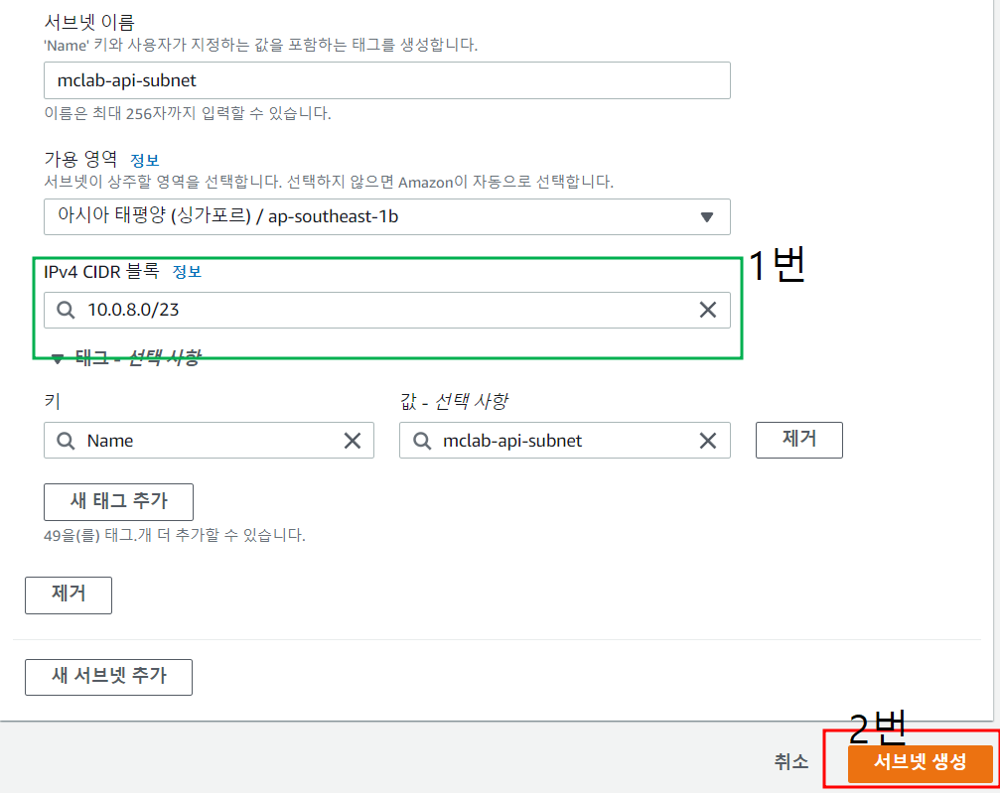 서브넷 이름
'Name' 키와 사용자가 지정하는 값을 포함하는 태그를 생성합니다.
mclab-api-subnet
이름은 최대 256자까지 입력할 수 있습니다.
가용 영역 정보
서브넷이 상주할 영역을 선택합니다. 선택하지 않으면 Amazon이 자동으로 선택합니다.
아시아 태평양 (싱가포르) / ap-southeast-1b
IPv4 CIDR 블록 정보
1번
10.0.8.0/23
태그 - 선택 사항
키 값 - 선택 사항
Name mclab-api-subnet 제거
새 태그 추가
49을(를) 태그.개 더 추가할 수 있습니다.
제거
새 서브넷 추가
2번
취소 서브넷 생성